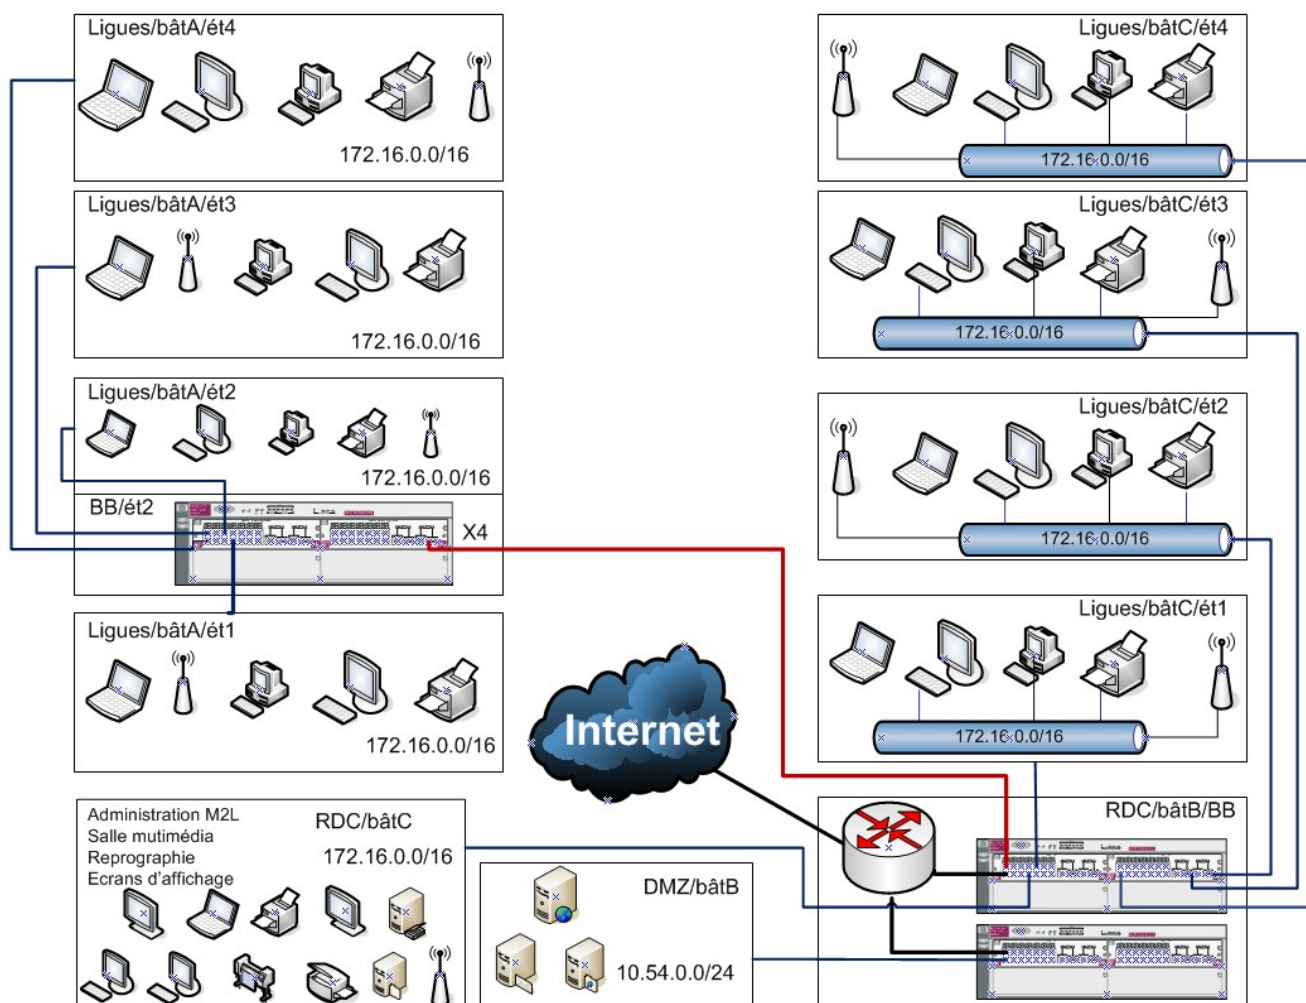 Ligues/bâtA/ét4
172.16.0.0/16
Ligues/bâtA/ét3
172.16.0.0/16
Ligues/bâtA/ét2
172.16.0.0/16
BB/ét2
X4
Ligues/bâtA/ét1
172.16.0.0/16
Administration M2L
Salle mutimédia
Reprographie
Ecrans d'affichage
RDC/bâtC
172.16.0.0/16
Internet
DMZ/bâtB
10.54.0.0/24
Ligues/bâtC/ét4
172.16.0.0/16
Ligues/bâtC/ét3
172.16.0.0/16
Ligues/bâtC/ét2
172.16.0.0/16
Ligues/bâtC/ét1
172.16.0.0/16
RDC/bâtB/BB